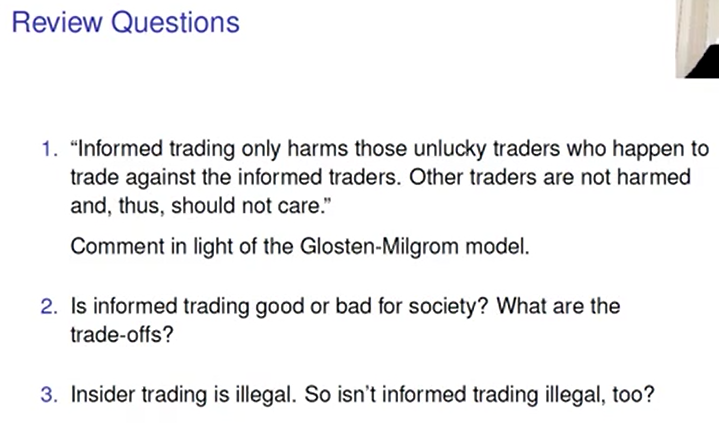 Review Questions
1. “Informed trading only harms those unlucky traders who happen to
trade against the informed traders. Other traders are not harmed
and, thus, should not care.”
Comment in light of the Glosten-Milgrom model.
2. Is informed trading good or bad for society? What are the
trade-offs?
3. Insider trading is illegal. So isn’t informed trading illegal, too?